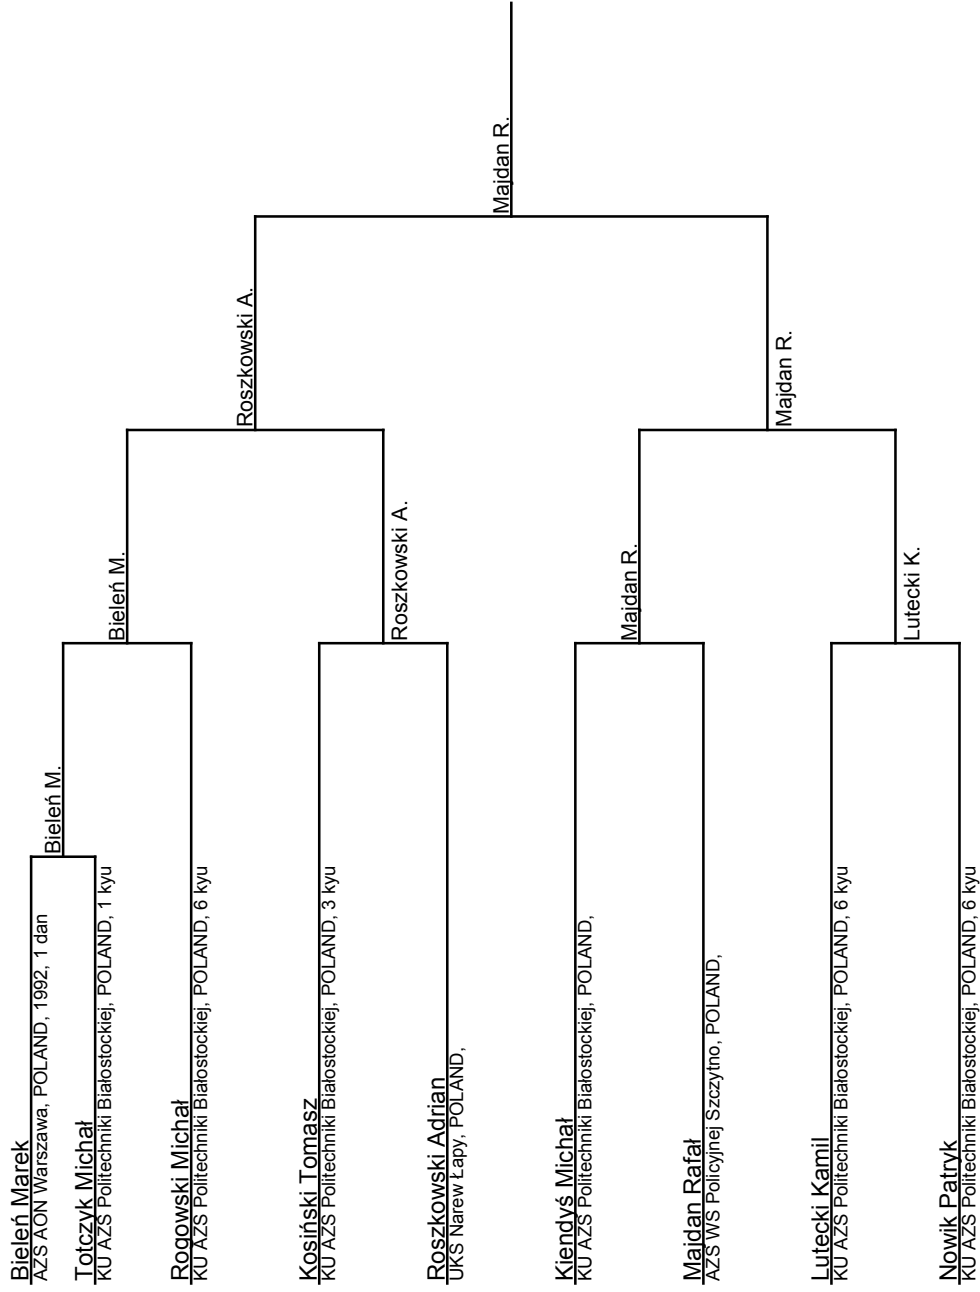 Bieleń Marek
AZS AON Warszawa, POLAND, 1992, 1 dan
Totczyk Michał
KU AZS Politechniki Białostockiej, POLAND, 1 kyu
Rogowski Michał
KU AZS Politechniki Białostockiej, POLAND, 6 kyu
Kosiński Tomasz
KU AZS Politechniki Białostockiej, POLAND, 3 kyu
Roszkowski Adrian
UKS Narew Łapy, POLAND,
Kiendyś Michał
KU AZS Politechniki Białostockiej, POLAND,
Majdan Rafał
AZS WS Policyjnej Szczytno, POLAND,
Lutecki Kamil
KU AZS Politechniki Białostockiej, POLAND, 6 kyu
Nowik Patryk
KU AZS Politechniki Białostockiej, POLAND, 6 kyu
Bieleń M.
Bieleń M.
Roszkowski A.
Majdan R.
Lutecki K.
Roszkowski A.
Majdan R.
Majdan R.